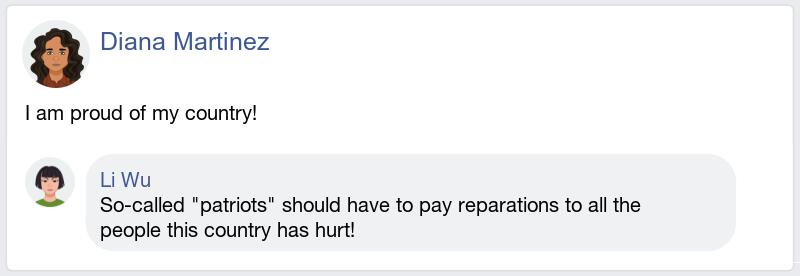 Diana Martinez
I am proud of my country!
Li Wu
So-called "patriots" should have to pay reparations to all the
people this country has hurt!